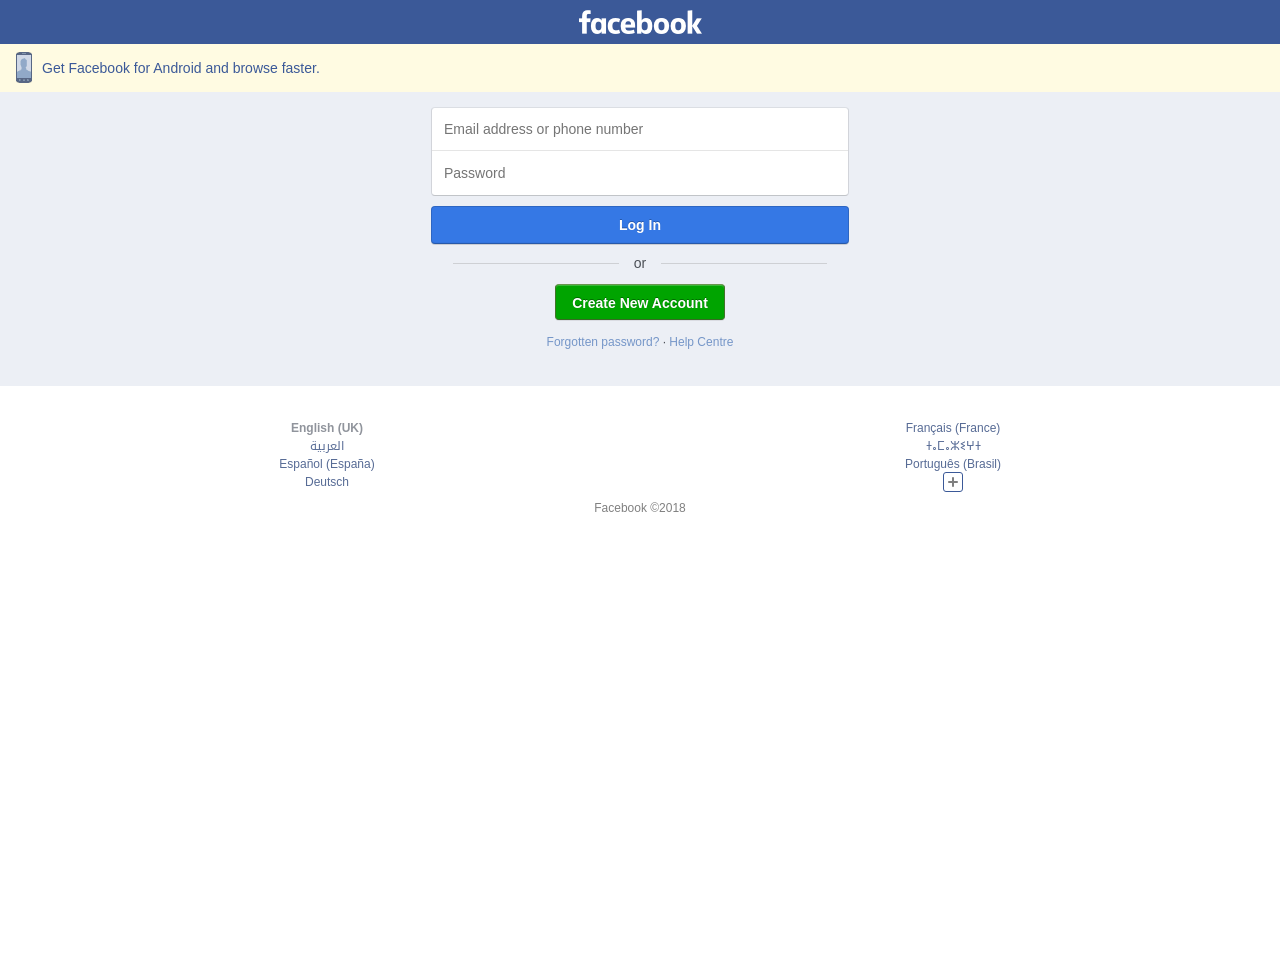 facebook
Get Facebook for Android and browse faster.
Email address or phone number
Password
Log In
or
Create New Account
Forgotten password? · Help Centre
English (UK)
العربية
Español (España)
Deutsch
Français (France)
ⵜⴰⵎⴰⵣⵉⵖⵜ
Português (Brasil)
Facebook ©2018